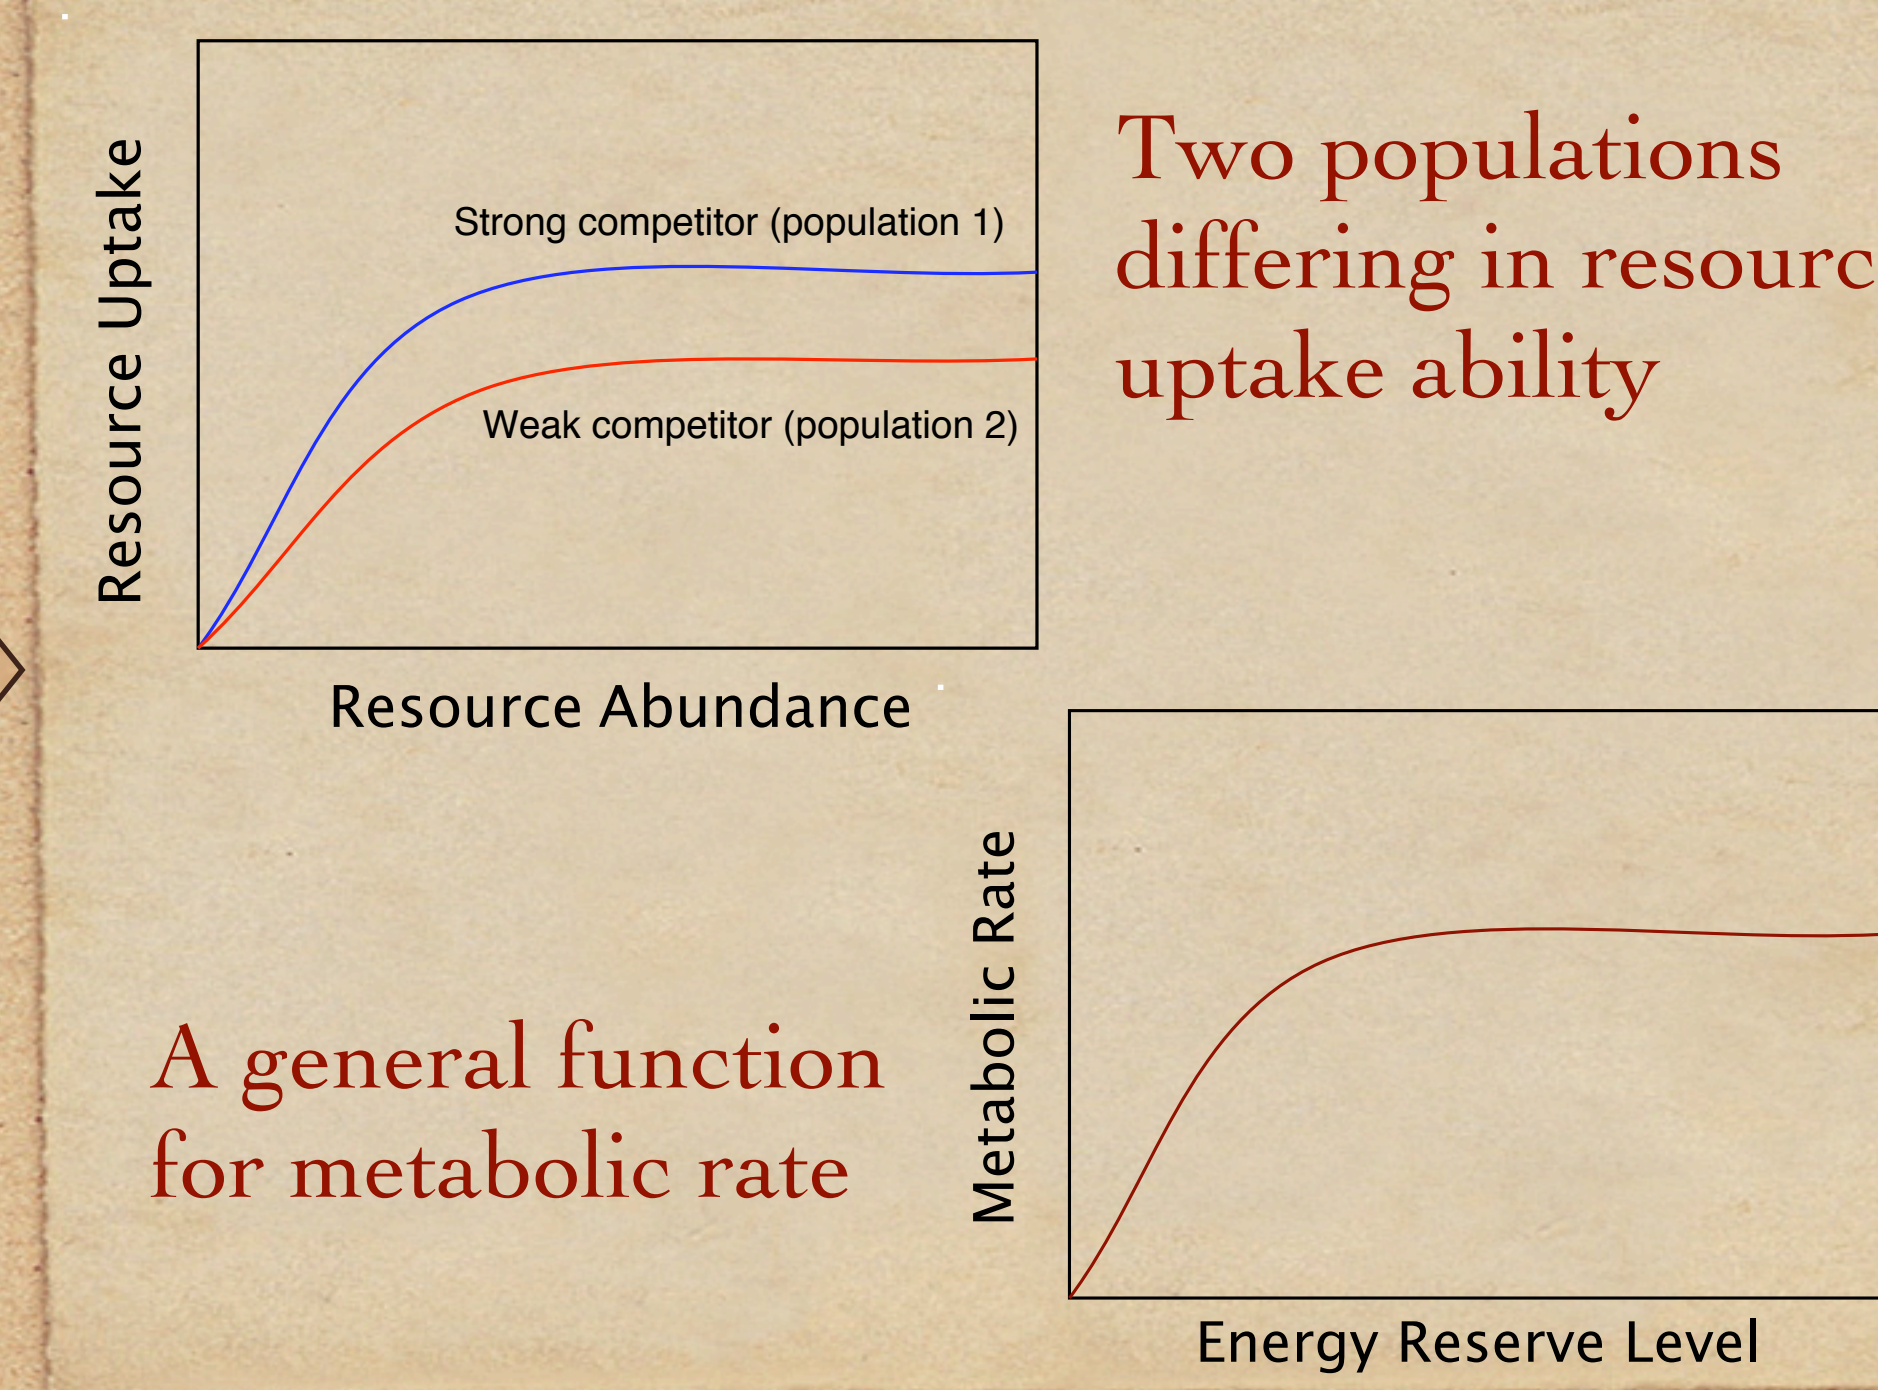 Resource Uptake
Strong competitor (population 1)
Weak competitor (population 2)
Resource Abundance
Two populations
differing in resourc
uptake ability
A general function
for metabolic rate
Metabolic Rate
Energy Reserve Level